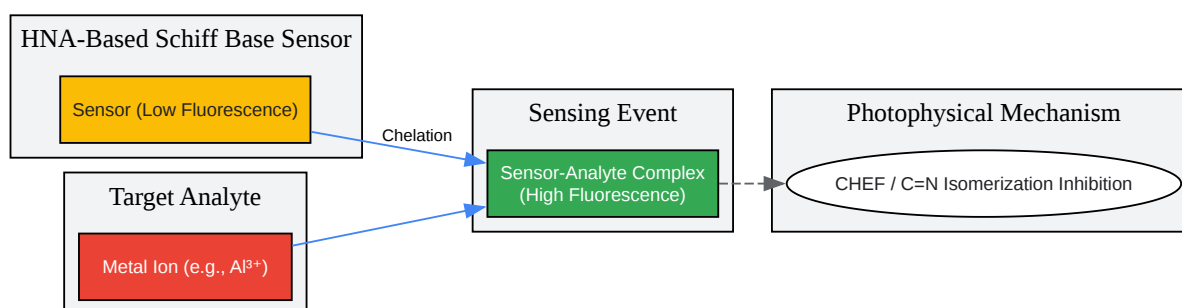 HNA-Based Schiff Base Sensor
Sensor (Low Fluorescence)
Chelation
Target Analyte
Metal Ion (e.g., Al³⁺)
Sensing Event
Sensor-Analyte Complex
(High Fluorescence)
Photophysical Mechanism
CHEF / C=N Isomerization Inhibition